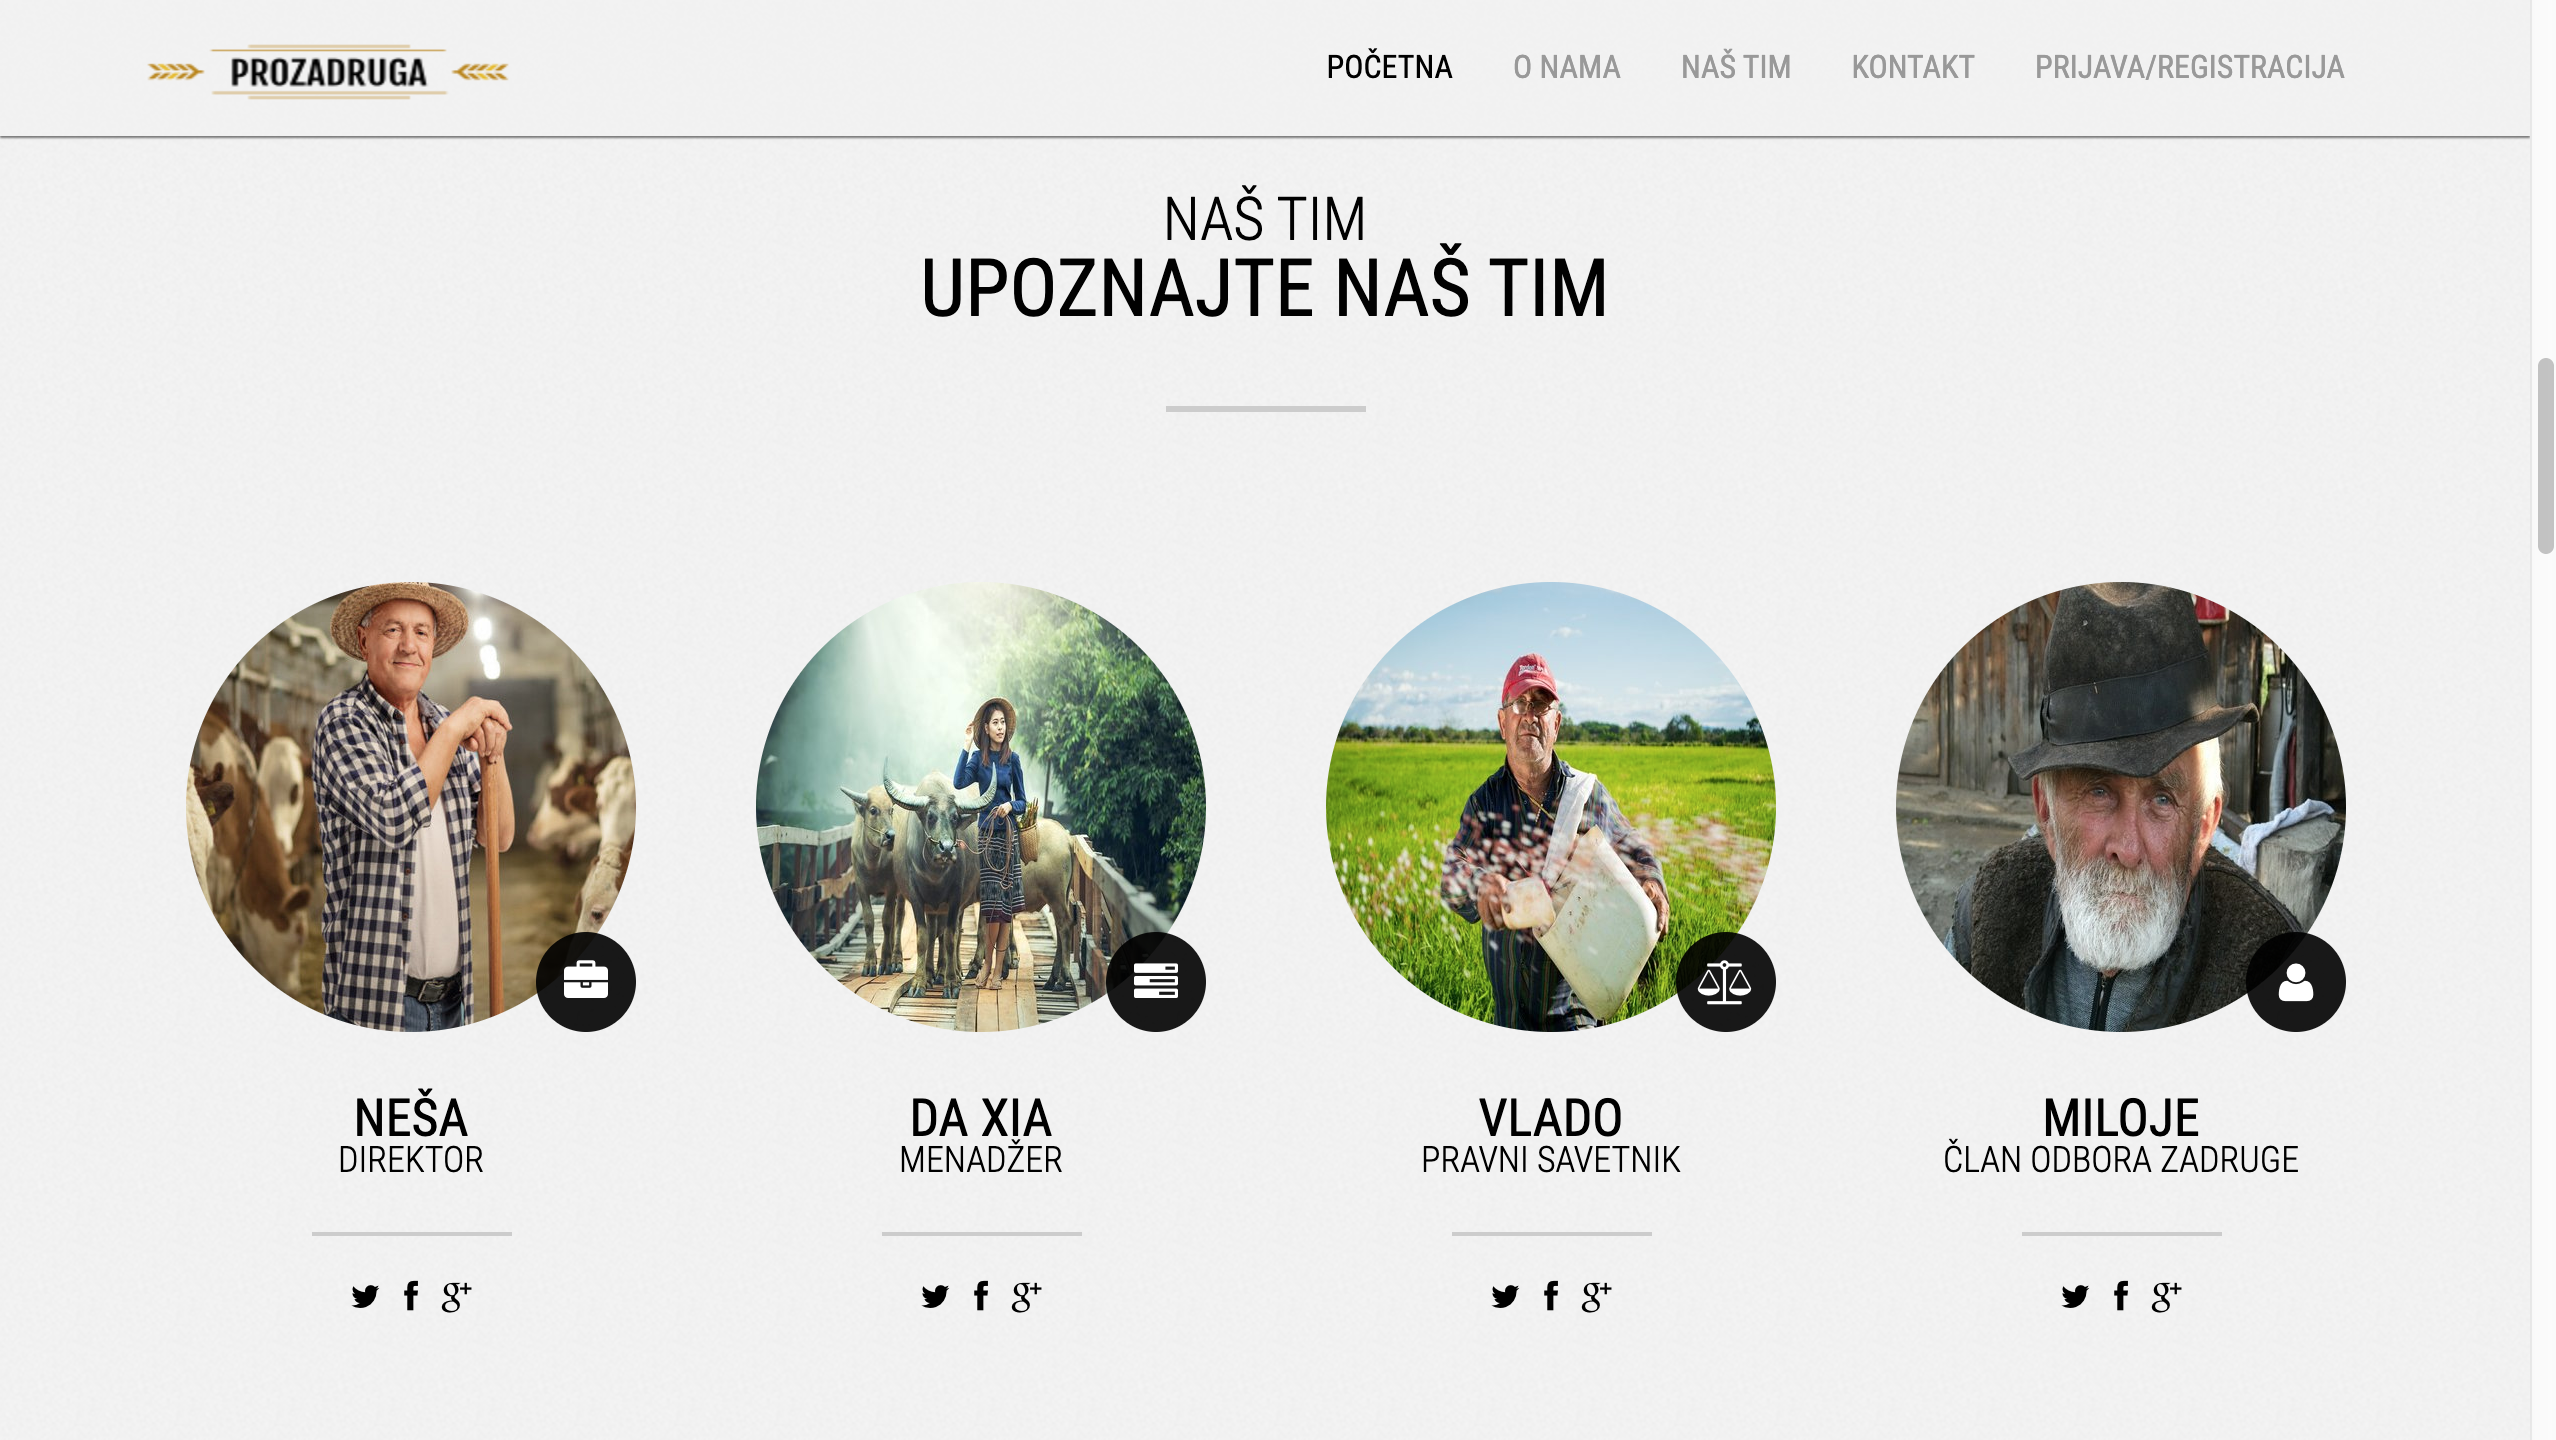 PROZADRUGA
POČETNA O NAMA NAŠ TIM KONTAKT PRIJAVA/REGISTRACIJA
NAŠ TIM
UPOZNAJTE NAŠ TIM
NEŠA
DIREKTOR
DA XIA
MENADŽER
VLADO
PRAVNI SAVETNIK
MILOJE
ČLAN ODBORA ZADRUGE